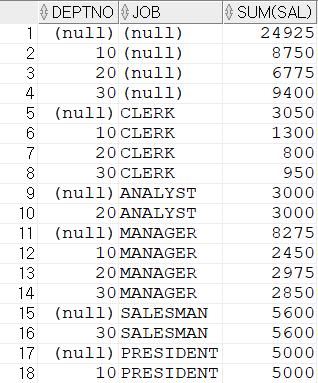 DEPTNO JOB SUM(SAL)
1 (null) (null) 24925
2 10 (null) 8750
3 20 (null) 6775
4 30 (null) 9400
5 (null) CLERK 3050
6 10 CLERK 1300
7 20 CLERK 800
8 30 CLERK 950
9 (null) ANALYST 3000
10 20 ANALYST 3000
11 (null) MANAGER 8275
12 10 MANAGER 2450
13 20 MANAGER 2975
14 30 MANAGER 2850
15 (null) SALESMAN 5600
16 30 SALESMAN 5600
17 (null) PRESIDENT 5000
18 10 PRESIDENT 5000